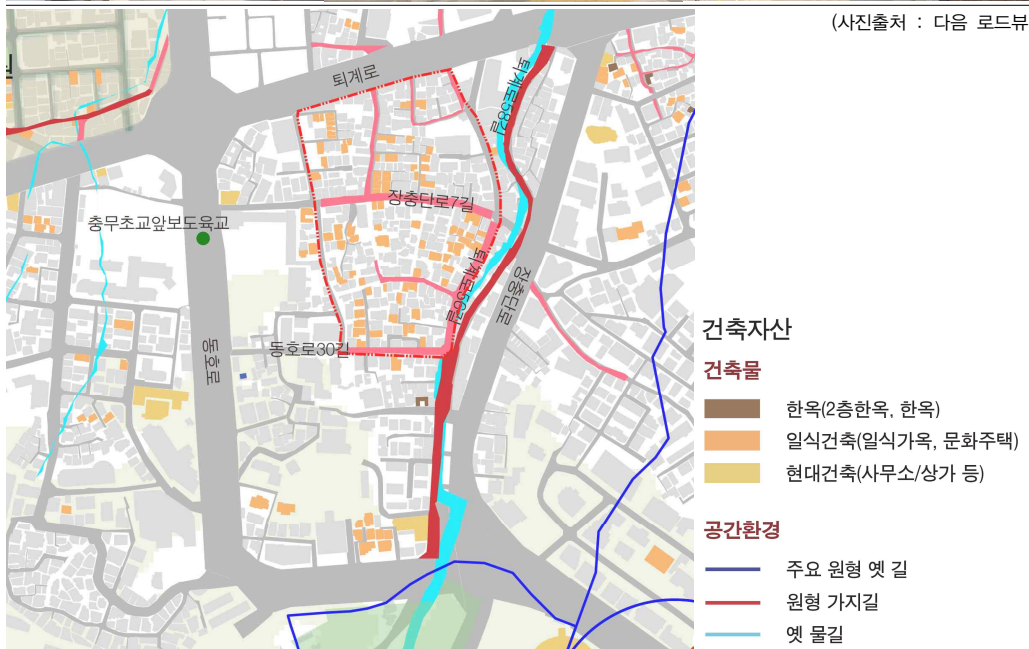 (사진출처 : 다음 로드뷰
퇴계로
퇴계로58길
장충단로7길
충무초교앞보도육교
퇴계로56길
장충단로
동호로30길
동호로
건축자산
건축물
한옥(2층한옥, 한옥)
일식건축(일식가옥, 문화주택)
현대건축(사무소/상가 등)
공간환경
주요 원형 옛 길
원형 가지길
옛 물길